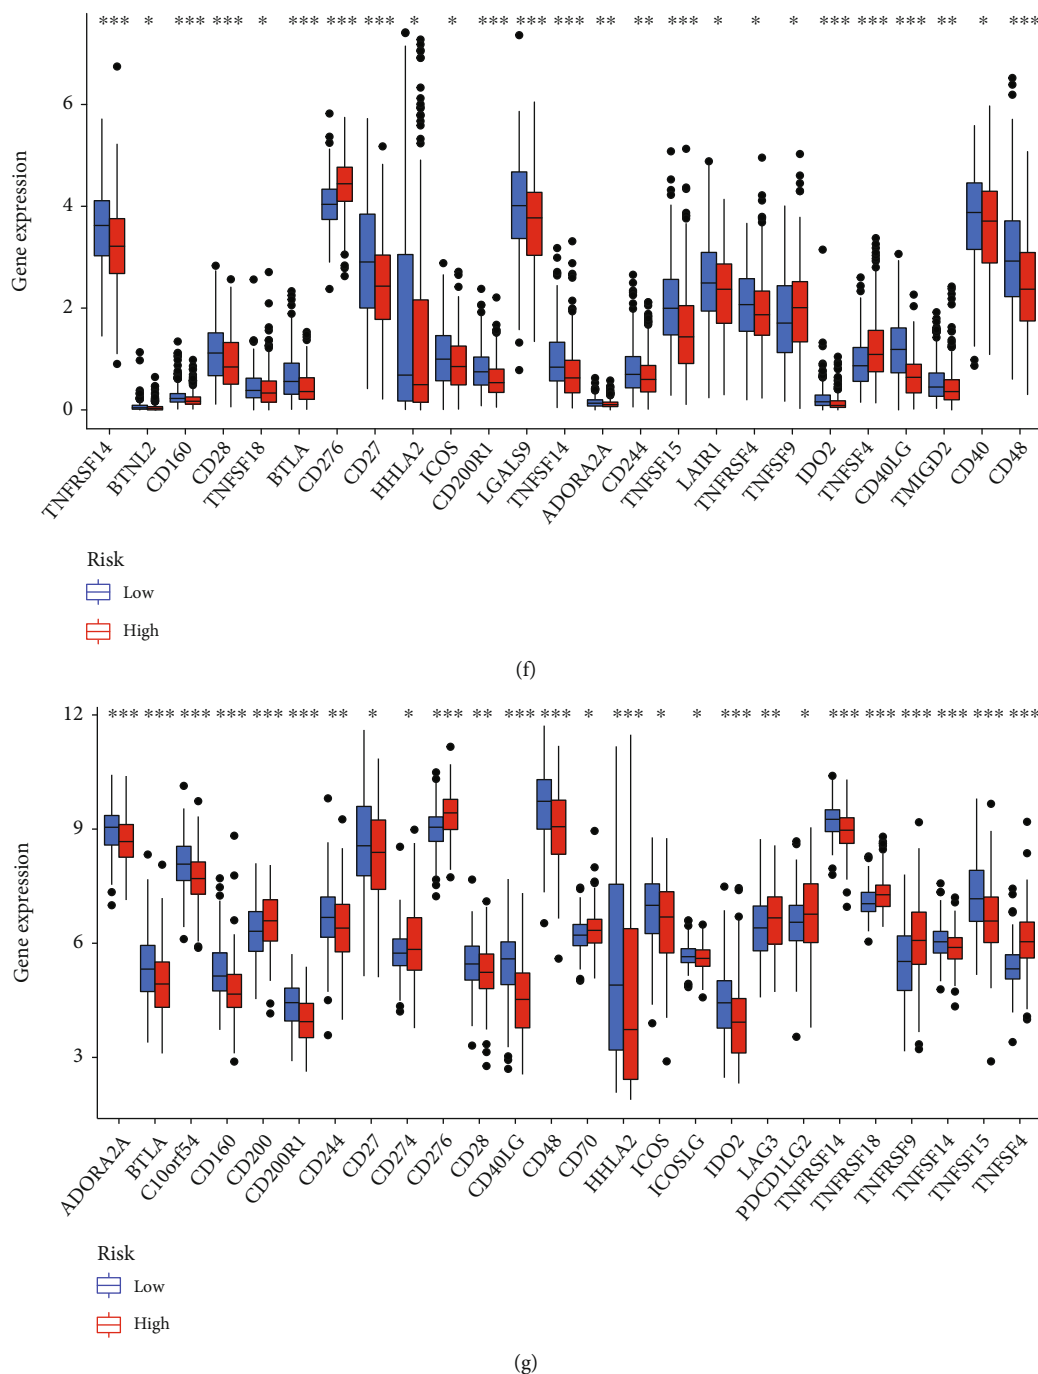 *** * *** *** * *** *** *** * * *** *** *** ** ** *** * * * *** *** *** ** * ***
6
4
2
0
Gene expression
TNFRSF14 BTNL2 CD160 CD28 TNFSF18 BTLA CD276 CD27 HHLA2 ICOS CD200R1 LGALS9 TNFSF14 ADORA2A CD244 TNFSF15 LAIR1 TNFRSF4 TNFSF9 IDO2 TNFSF4 CD40LG TMIGD2 CD40 CD48
Risk
Low
High
(f)
*** *** *** *** *** *** ** * * *** ** *** *** * *** * * *** ** * *** *** *** *** *** ***
12
9
6
3
Gene expression
ADORA2A BTLA C10orf54 CD160 CD200 CD200R1 CD244 CD27 CD274 CD276 CD28 CD40LG CD48 CD70 HHLA2 ICOS ICOSLG IDO2 LAG3 PDCD1LG2 TNFRSF14 TNFRSF18 TNFRSF9 TNFSF14 TNFSF15 TNFSF4
Risk
Low
High
(g)